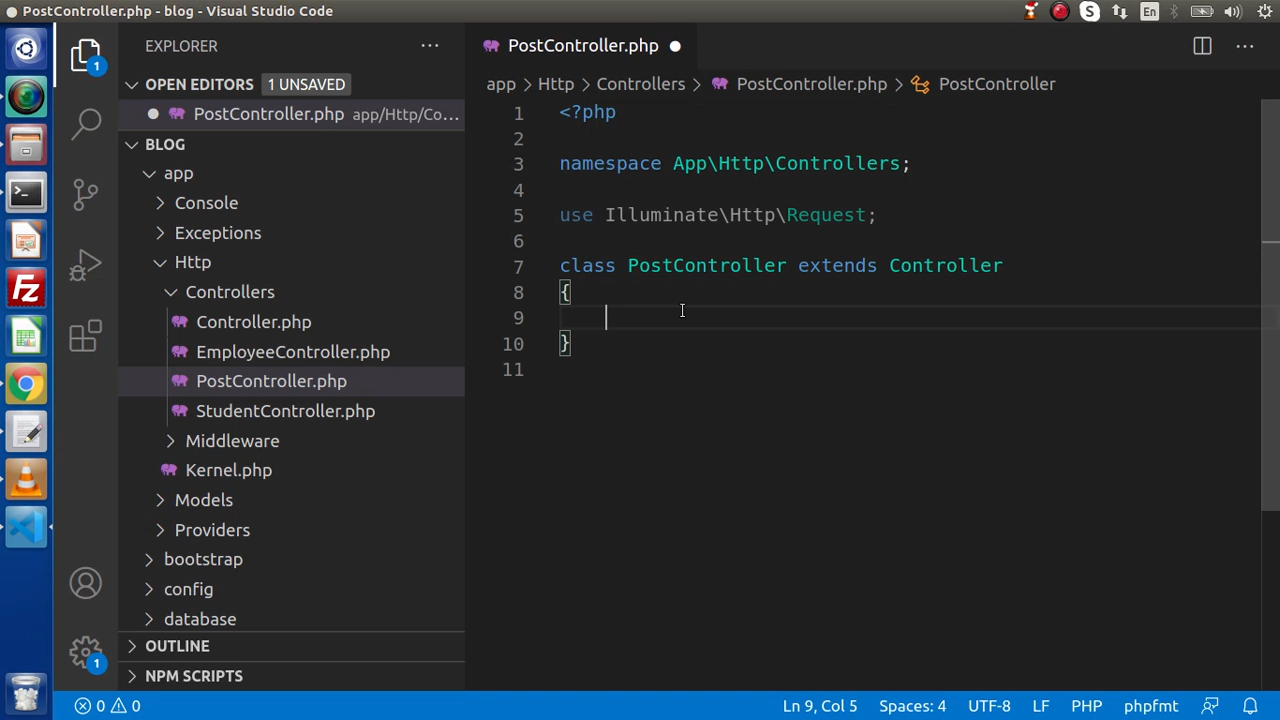 PostController.php - blog - Visual Studio Code
En
EXPLORER
OPEN EDITORS 1 UNSAVED
PostController.php app/Http/Co...
BLOG
app
Console
Exceptions
Http
Controllers
Controller.php
EmployeeController.php
PostController.php
StudentController.php
Middleware
Kernel.php
Models
Providers
bootstrap
config
database
OUTLINE
NPM SCRIPTS
1
1
PostController.php
app > Http > Controllers > PostController.php > PostController
1 <?php
2
3 namespace App\Http\Controllers;
4
5 use Illuminate\Http\Request;
6
7 class PostController extends Controller
8 {
9
10 }
11
0 0 Ln 9, Col 5 Spaces: 4 UTF-8 LF PHP phpfmt